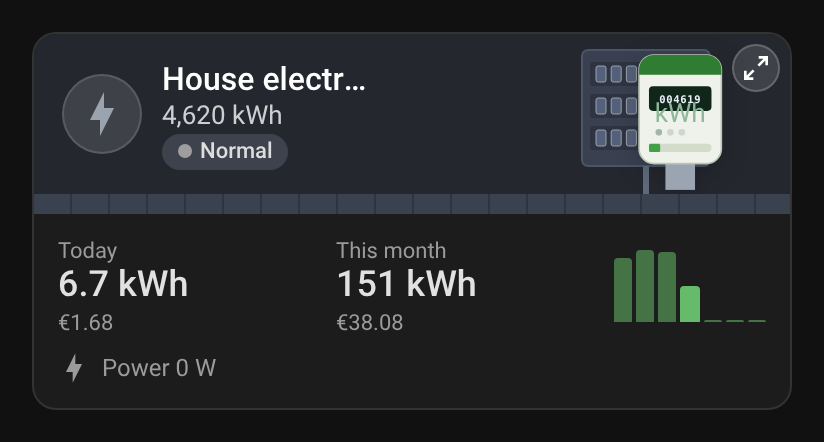 House electr...
4,620 kWh
Normal
004619
kWh
Today
6.7 kWh
€1.68
This month
151 kWh
€38.08
Power 0 W